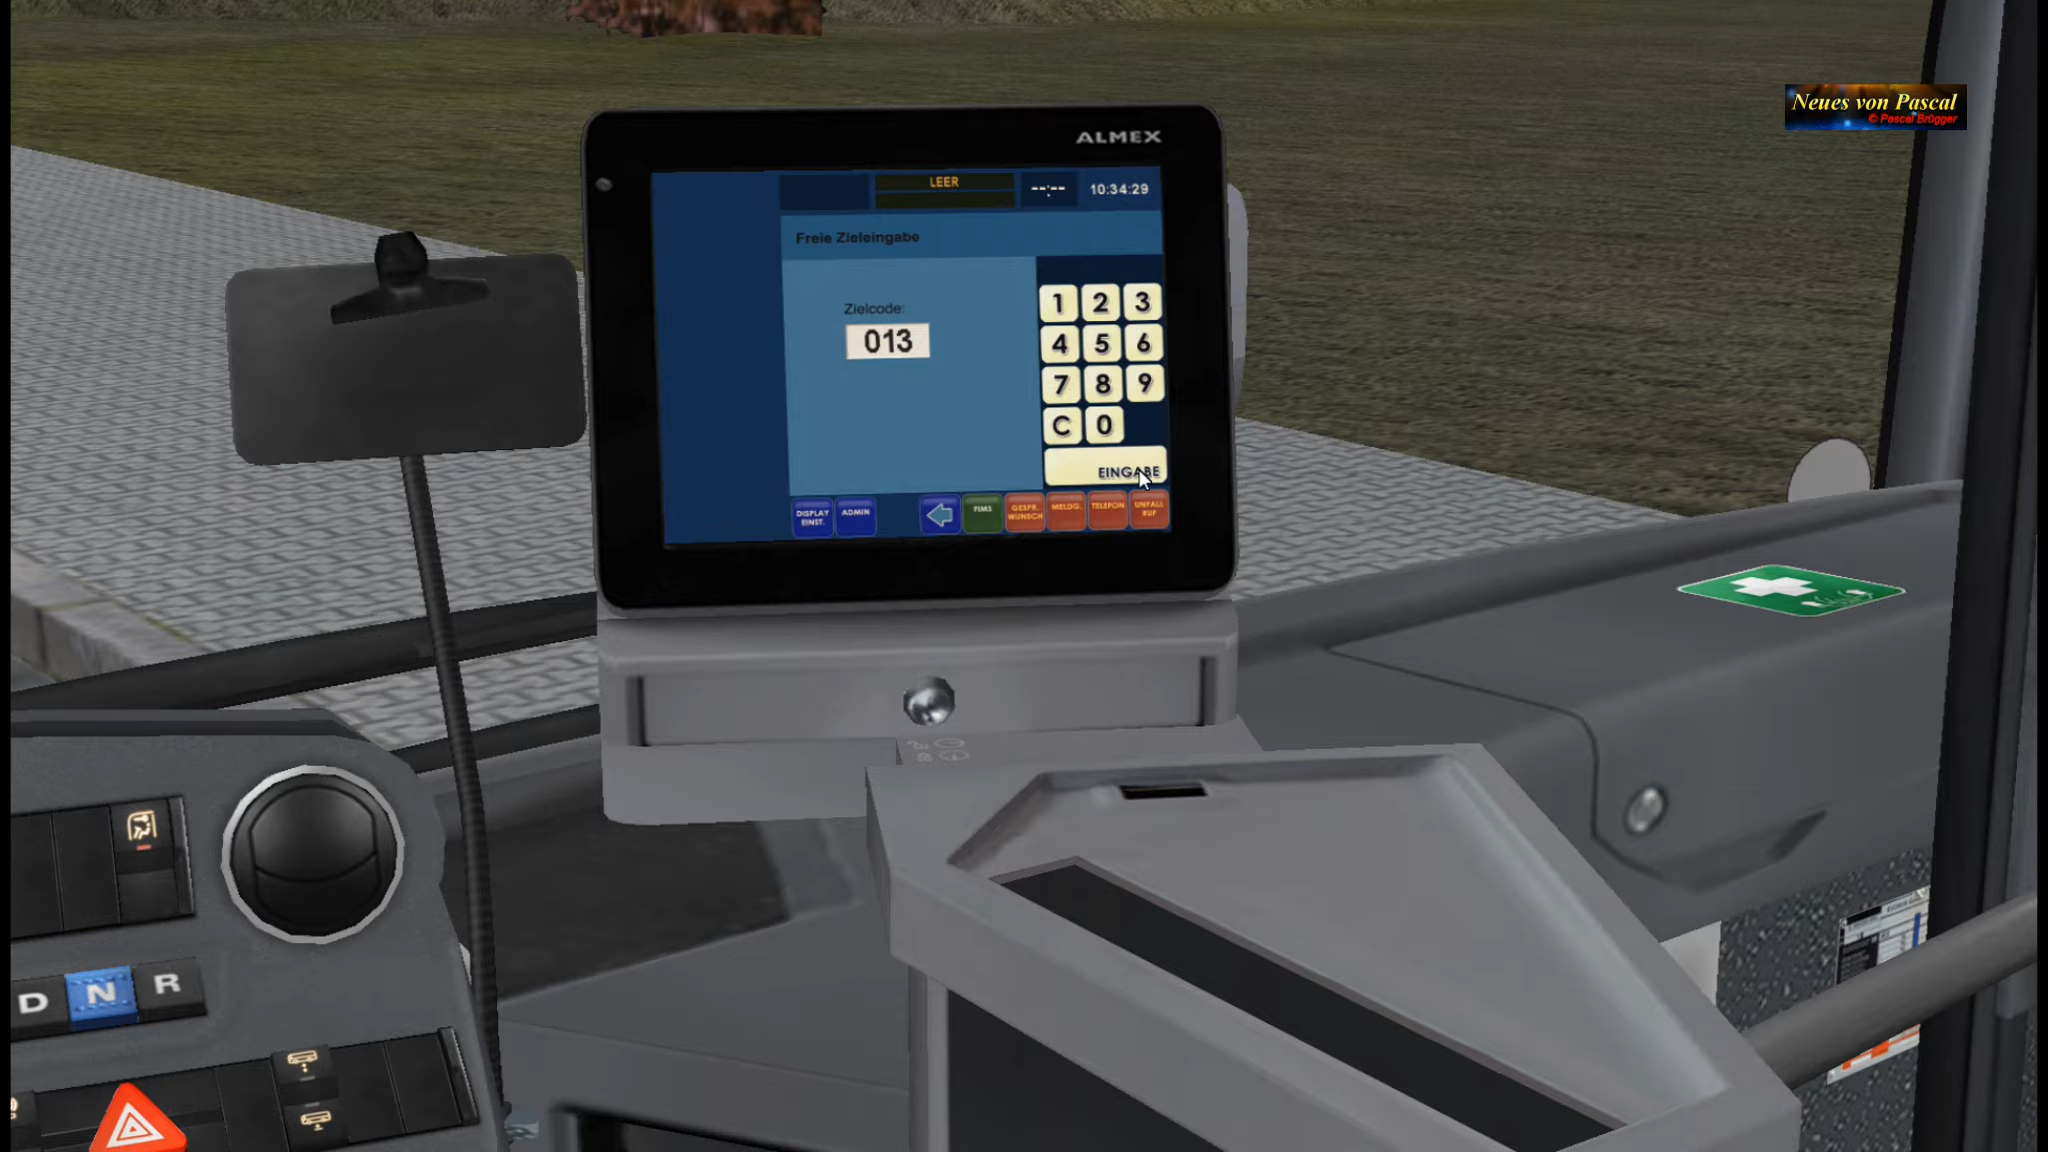 Neues von Pascal
© Pascal Brügger
ALMEX
LEER
--:-- 10:34:29
Freie Zieleingabe
Zielcode:
013
1 2 3
4 5 6
7 8 9
C 0
EINGABE
DISPLAY EINST.
ADMIN
FIMS
GESPR. WUNSCH
MELDG.
TELEFON
UNFALL RUF
D N R